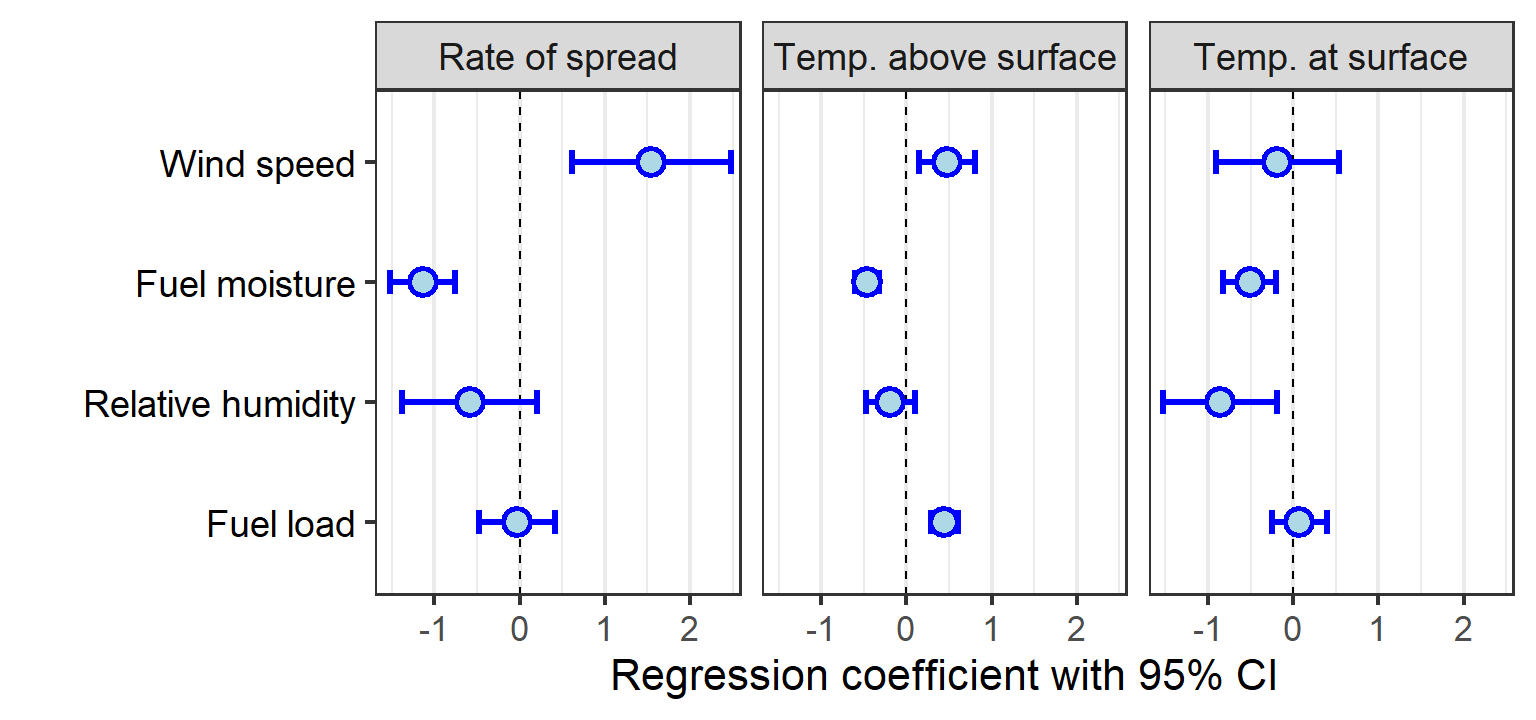 Rate of spread
Temp. above surface
Temp. at surface
Wind speed
Fuel moisture
Relative humidity
Fuel load
-1 0 1 2 -1 0 1 2 -1 0 1 2
Regression coefficient with 95% CI